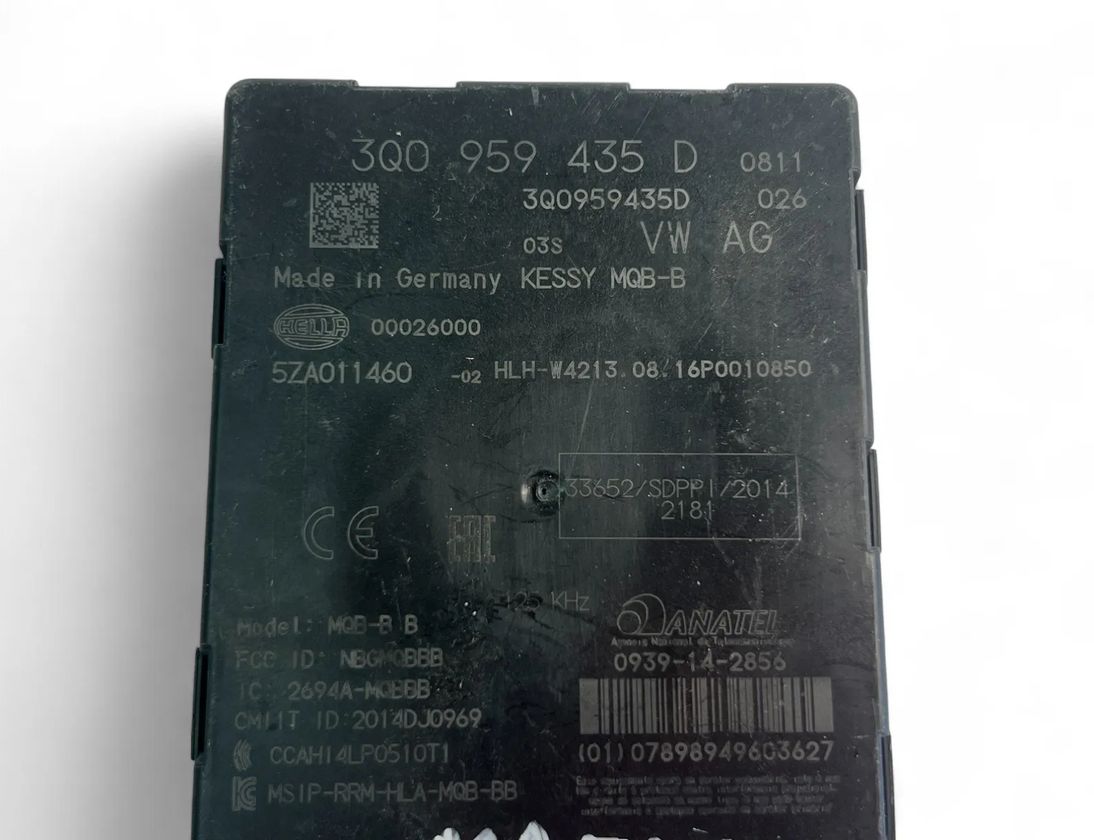 3Q0 959 435 D 0811
3Q0959435D 026
03S VW AG
Made in Germany KESSY MQB-B
HELLA 00026000
5ZA011460 -02 HLH-W4213.08.16P0010850
33652/SDPPI/2014
2181
CE EAC
125 KHz
Model: MQB-B B
ANATEL
FCC ID: NBGMQBBB
0939-14-2856
IC: 2694A-MQBBB
CMIIT ID:2014DJ0969
CCAH14LP0510T1
(01)07898949603627
MSIP-RRM-HLA-MQB-BB